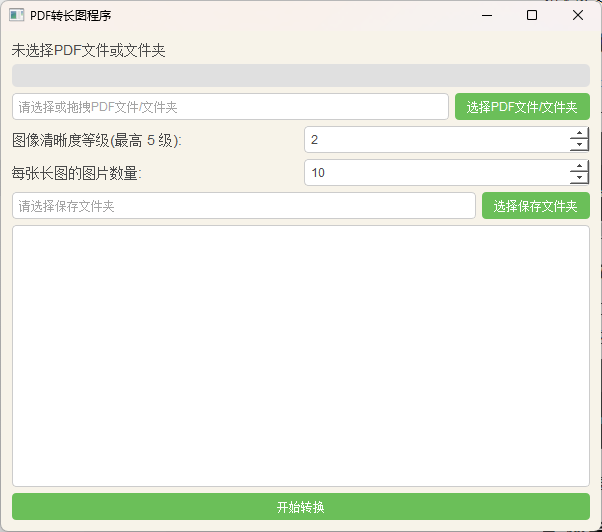 PDF转长图程序
未选择PDF文件或文件夹
请选择或拖拽PDF文件/文件夹 选择PDF文件/文件夹
图像清晰度等级(最高 5 级): 2
每张长图的图片数量: 10
请选择保存文件夹 选择保存文件夹
开始转换